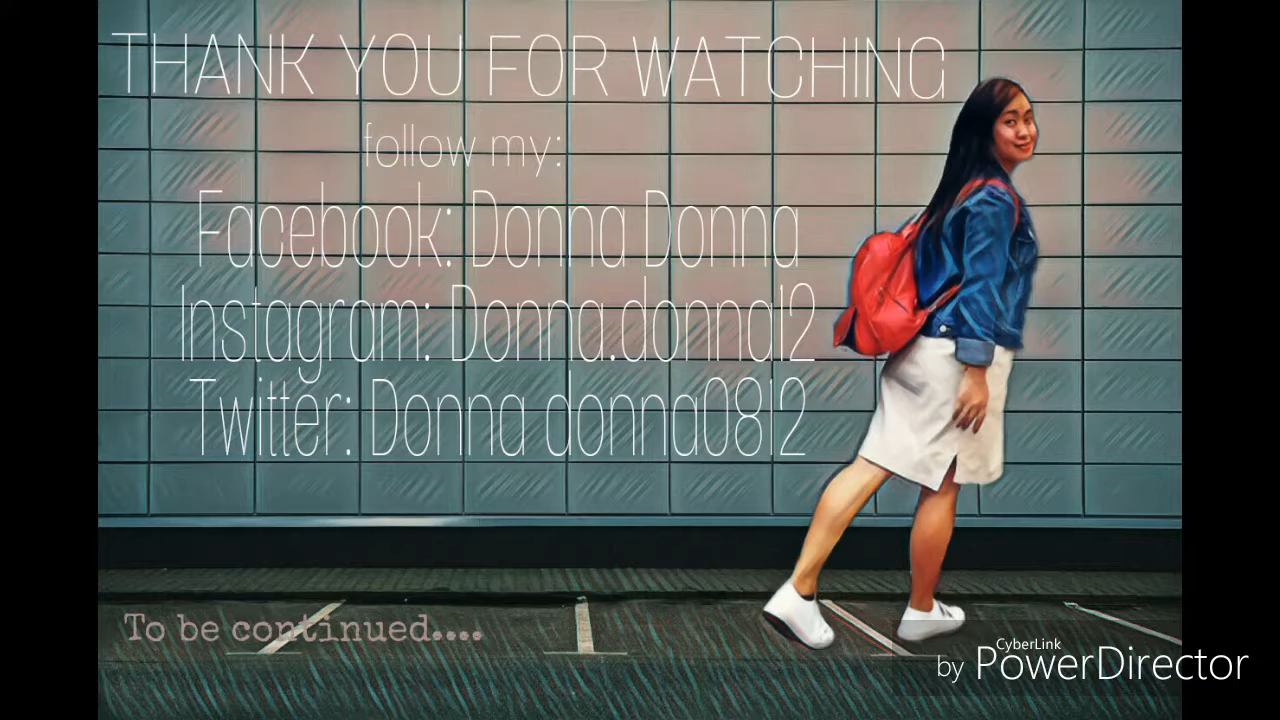 THANK YOU FOR WATCHING
follow my:
Facebook: Donna Donna
Instagram: Donna.donna12
Twitter: Donna donna0812
To be continued....
CyberLink
by PowerDirector